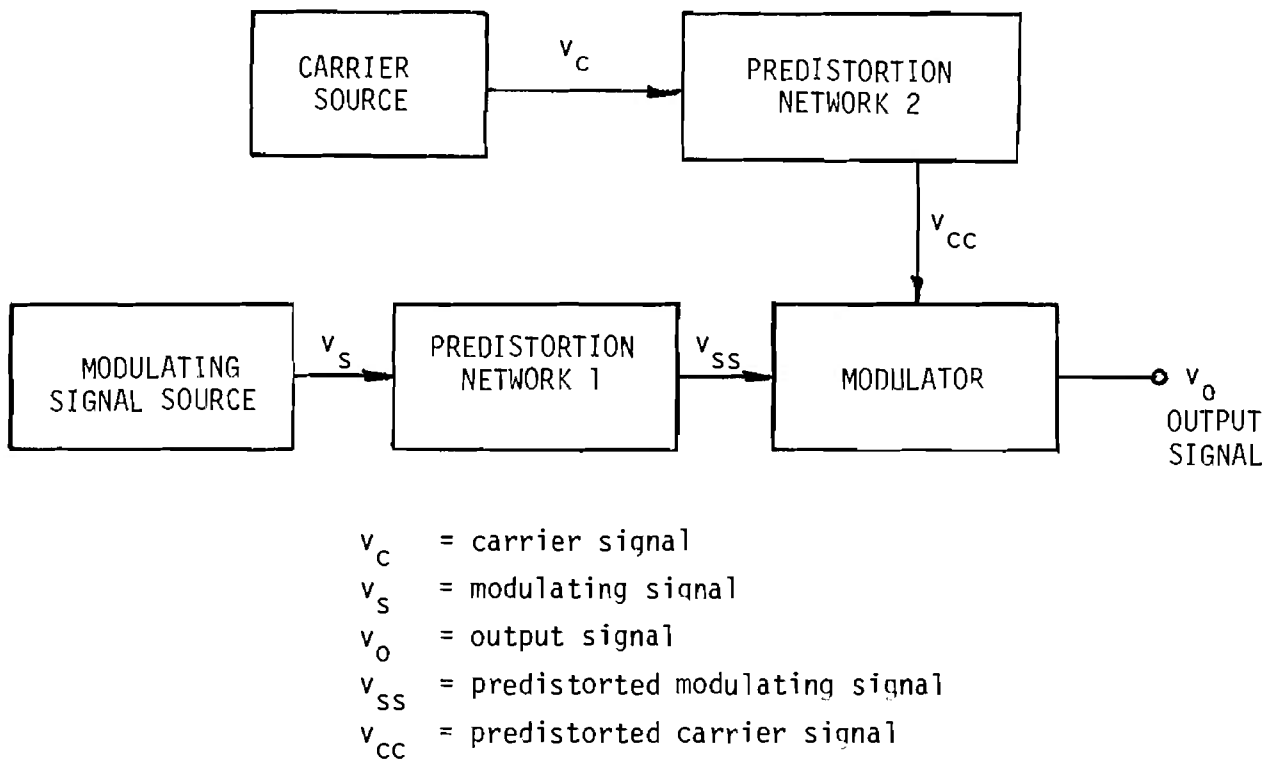 CARRIER
SOURCE
v_C
PREDISTORTION
NETWORK 2
v_CC
MODULATING
SIGNAL SOURCE
v_S
PREDISTORTION
NETWORK 1
v_SS
MODULATOR
v_O
OUTPUT
SIGNAL
v_C = carrier signal
v_S = modulating signal
v_O = output signal
v_SS = predistorted modulating signal
v_CC = predistorted carrier signal